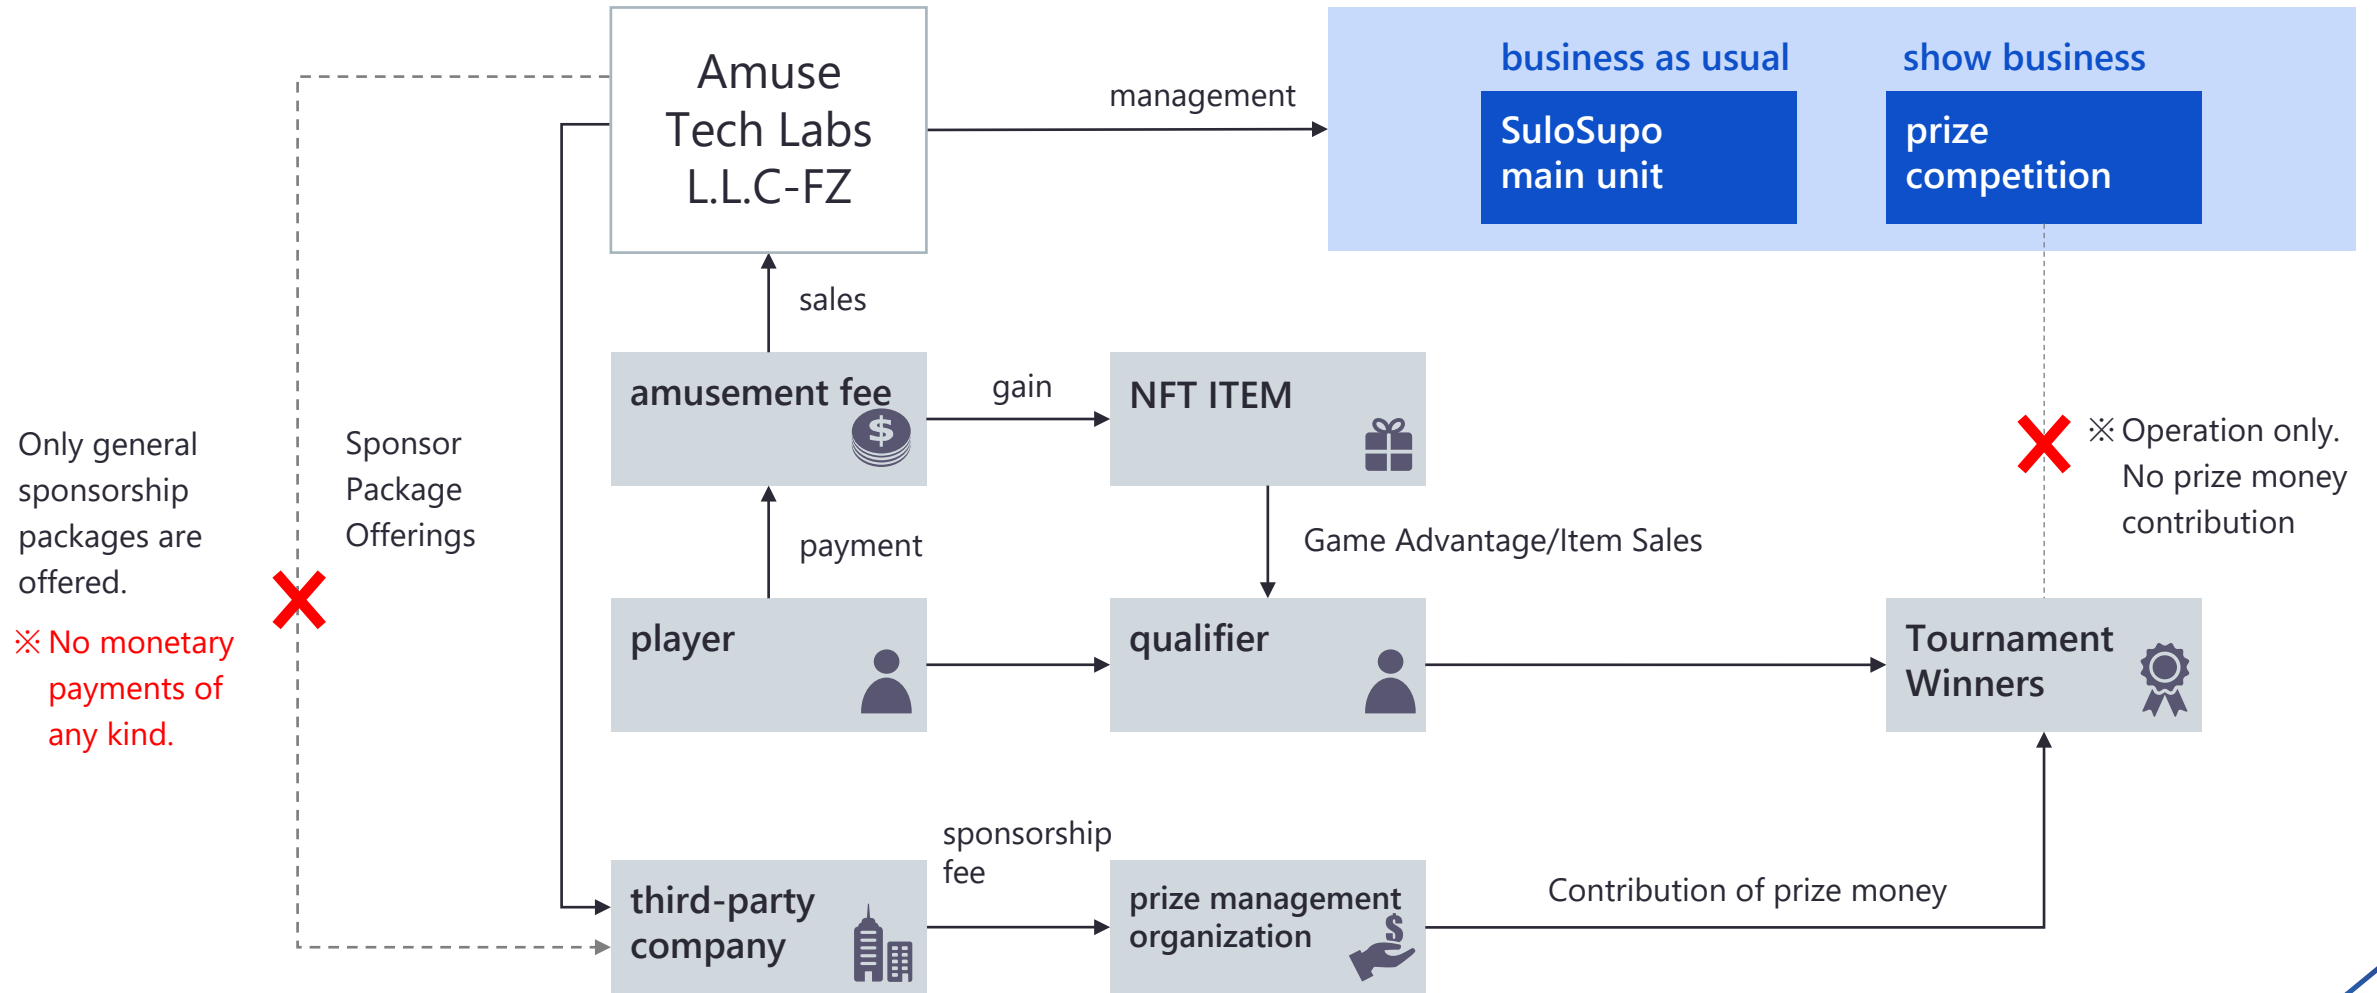 Amuse
Tech Labs
L.L.C-FZ
management
business as usual
show business
SuloSupo
main unit
prize
competition
sales
amusement fee
gain
NFT ITEM
Only general
sponsorship
packages are
offered.
※ No monetary
payments of
any kind.
Sponsor
Package
Offerings
※ Operation only.
No prize money
contribution
payment
Game Advantage/Item Sales
player
qualifier
Tournament
Winners
sponsorship
fee
third-party
company
prize management
organization
Contribution of prize money